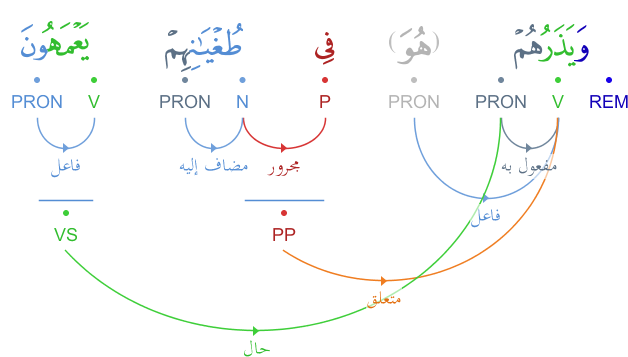 وَيَذَرُهُمْ (هُوَ) فِي طُغْيَـٰنِهِمْ يَعْمَهُونَ
REM V PRON PRON P N PRON V PRON
مفعول به مجرور مضاف إليه فاعل
فاعل
PP VS
متعلق
حال